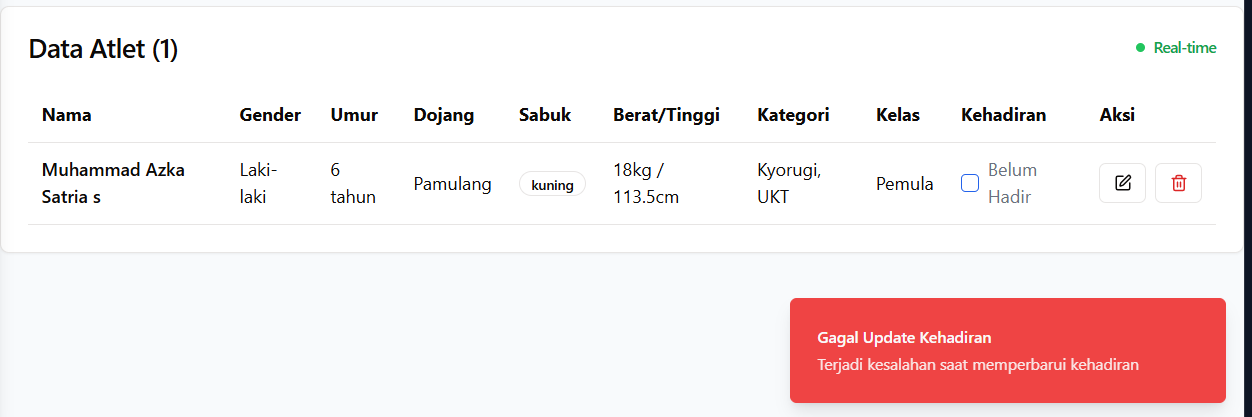 Data Atlet (1)
Real-time
Nama Gender Umur Dojang Sabuk Berat/Tinggi Kategori Kelas Kehadiran Aksi
Muhammad Azka Laki- 6 18kg / Kyorugi, Belum
Pamulang kuning Pemula
Satria s laki tahun 113.5cm UKT Hadir
Gagal Update Kehadiran
Terjadi kesalahan saat memperbarui kehadiran